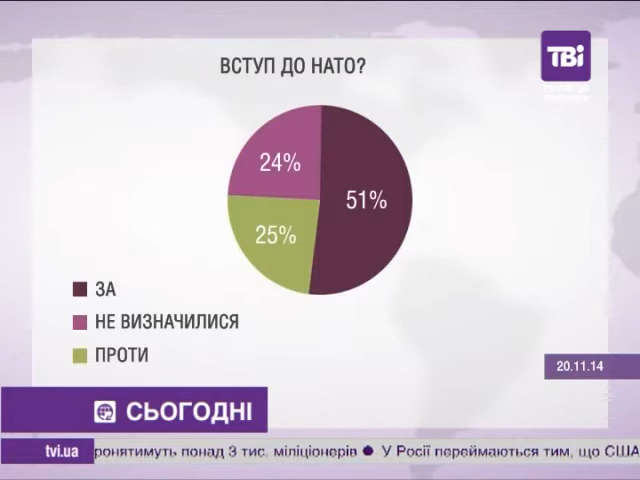 ВСТУП ДО НАТО?
ТВі
24%
51%
25%
ЗА
НЕ ВИЗНАЧИЛИСЯ
ПРОТИ
20.11.14
СЬОГОДНІ
tvi.ua
ронятимуть понад 3 тис. міліціонерів ● У Росії переймаються тим, що США